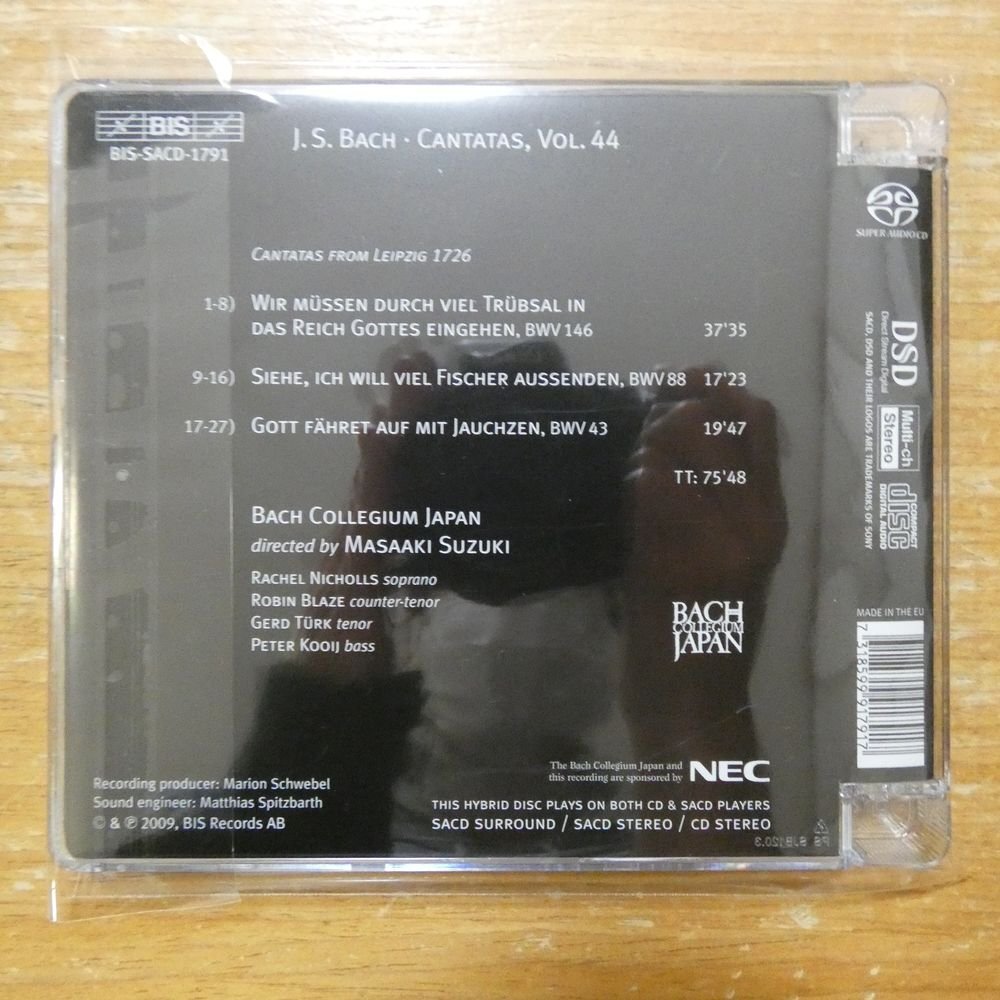 BIS
BIS-SACD-1791
J. S. BACH · CANTATAS, VOL. 44
CANTATAS FROM LEIPZIG 1726
1-8) WIR MÜSSEN DURCH VIEL TRÜBSAL IN
DAS REICH GOTTES EINGEHEN, BWV 146 37'35
9-16) SIEHE, ICH WILL VIEL FISCHER AUSSENDEN, BWV 88 17'23
17-27) GOTT FÄHRET AUF MIT JAUCHZEN, BWV 43 19'47
TT: 75'48
BACH COLLEGIUM JAPAN
directed by MASAAKI SUZUKI
RACHEL NICHOLLS soprano
ROBIN BLAZE counter-tenor
GERD TÜRK tenor
PETER KOOIJ bass
BACH
COLLEGIUM
JAPAN
The Bach Collegium Japan and
this recording are sponsored by NEC
Recording producer: Marion Schwebel
Sound engineer: Matthias Spitzbarth
© & ℗ 2009, BIS Records AB
THIS HYBRID DISC PLAYS ON BOTH CD & SACD PLAYERS
SACD SURROUND / SACD STEREO / CD STEREO
SUPER AUDIO CD
DSD
Direct Stream Digital
SACD, DSD AND THEIR LOGOS ARE TRADEMARKS OF SONY
Multi-ch
Stereo
COMPACT
disc
DIGITAL AUDIO
MADE IN THE EU
7 318599 917917